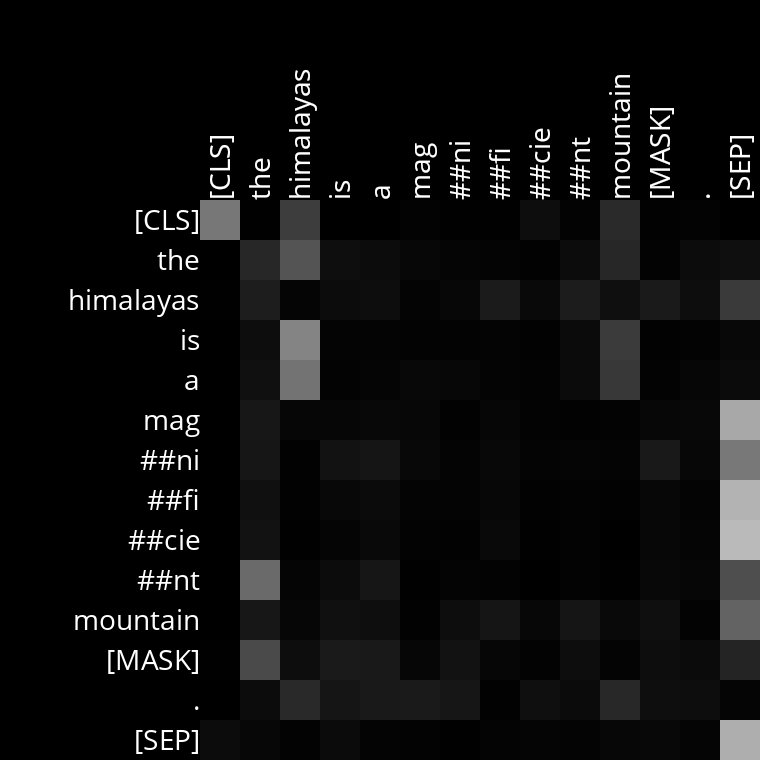 [CLS]
the
himalayas
is
a
mag
##ni
##fi
##cie
##nt
mountain
[MASK]
.
[SEP]
[CLS]
the
himalayas
is
a
mag
##ni
##fi
##cie
##nt
mountain
[MASK]
.
[SEP]